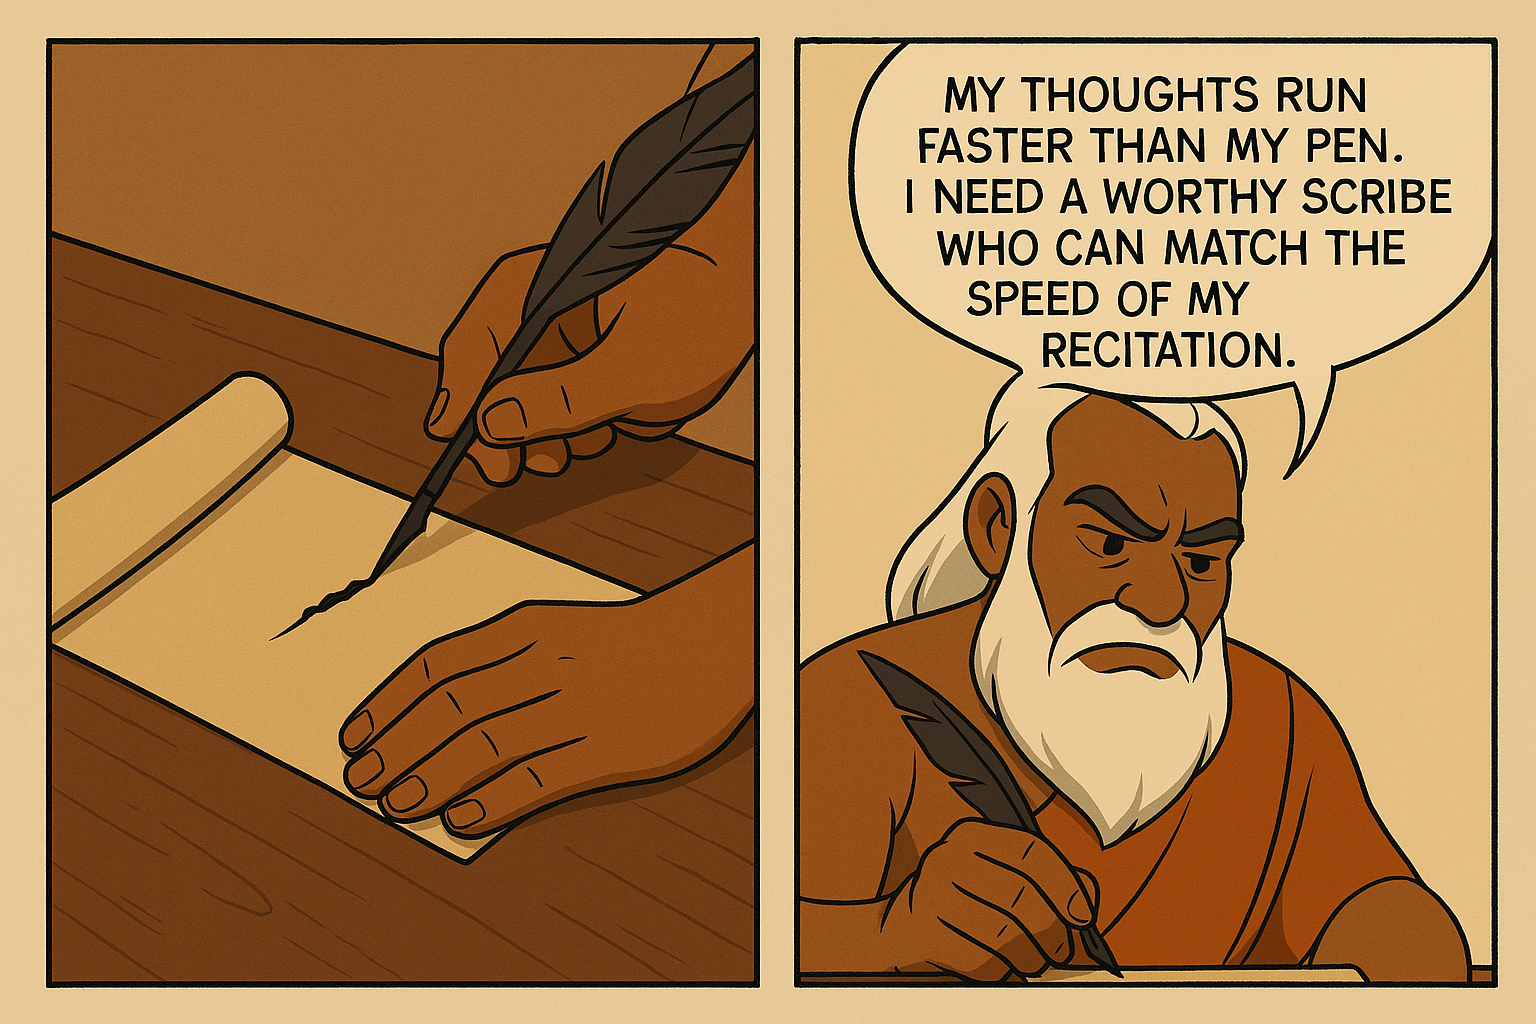 MY THOUGHTS RUN
FASTER THAN MY PEN.
I NEED A WORTHY SCRIBE
WHO CAN MATCH THE
SPEED OF MY
RECITATION.